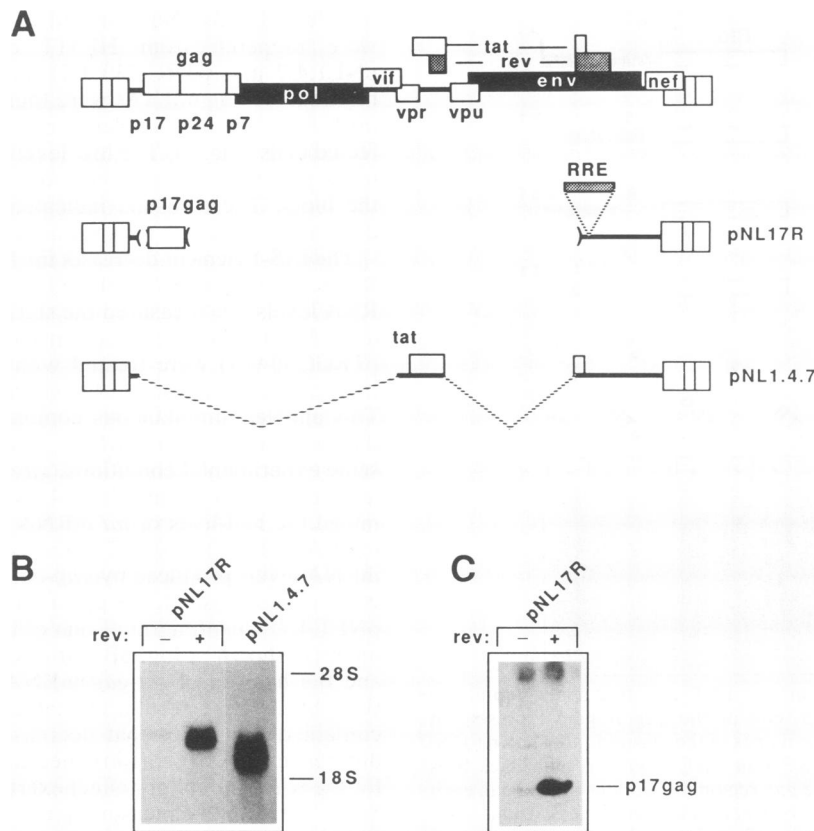 A
gag
tat
rev
vif
pol
env
nef
p17 p24 p7
vpr
vpu
RRE
p17gag
pNL17R
tat
pNL1.4.7
B
pNL17R
pNL1.4.7
rev: – +
28S
18S
C
pNL17R
rev: – +
p17gag